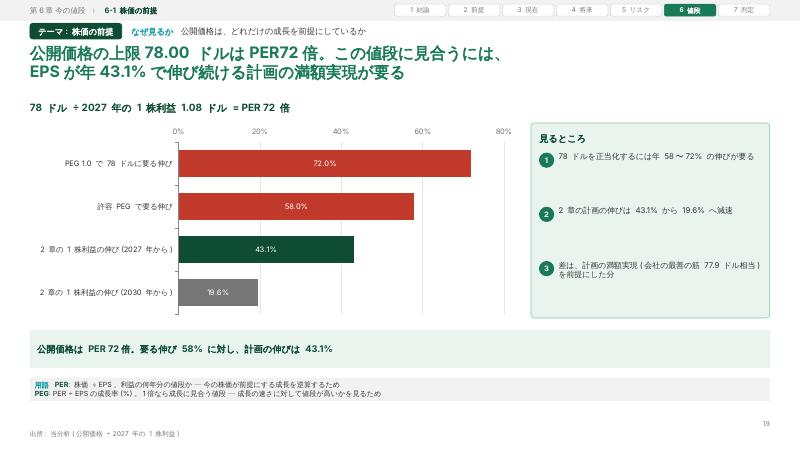 第 6 章 今の値段 | 6-1 株価の前提
1 結論 2 前提 3 現在 4 将来 5 リスク 6 値段 7 判定
テーマ : 株価の前提 なぜ見るか 公開価格は、どれだけの成長を前提にしているか
公開価格の上限 78.00 ドルは PER72 倍。この値段に見合うには、
EPS が年 43.1% で伸び続ける計画の満額実現が要る
78 ドル ÷ 2027 年の 1 株利益 1.08 ドル = PER 72 倍
0% 20% 40% 60% 80%
PEG 1.0 で 78 ドルに要る伸び 72.0%
許容 PEG で要る伸び 58.0%
2 章の 1 株利益の伸び (2027 年から) 43.1%
2 章の 1 株利益の伸び (2030 年から) 19.6%
見るところ
1 78 ドルを正当化するには年 58～72% の伸びが要る
2 2 章の計画の伸びは 43.1% から 19.6% へ減速
3 差は、計画の満額実現 ( 会社の最善の筋 77.9 ドル相当 )
を前提にした分
公開価格は PER 72 倍。要る伸び 58% に対し、計画の伸びは 43.1%
用語 PER: 株価 ÷ EPS 。利益の何年分の値段か — 今の株価が前提にする成長を逆算するため
PEG: PER ÷ EPS の成長率 (%) 。1 倍なら成長に見合う値段 — 成長の速さに対して値段が高いかを見るため
19
出所 : 当分析 ( 公開価格 ÷ 2027 年の 1 株利益 )